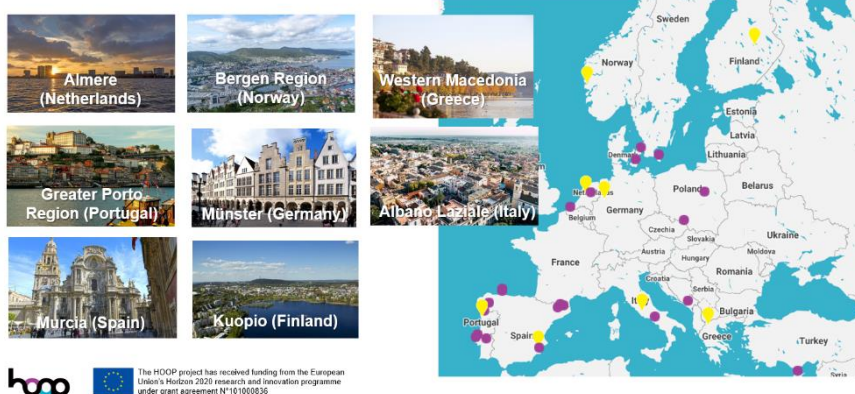 Almere
(Netherlands)
Bergen Region
(Norway)
Western Macedonia
(Greece)
Greater Porto
Region (Portugal)
Münster (Germany)
Albano Laziale (Italy)
Murcia (Spain)
Kuopio (Finland)
hoop
The HOOP project has received funding from the European
Union's Horizon 2020 research and innovation programme
under grant agreement N°101000836
Sweden
Norway
Finland
Estonia
Latvia
Denmark
Lithuania
Poland
Belarus
Germany
Belgium
Czechia
Ukraine
Slovakia
Austria
Moldova
Hungary
France
Romania
Croatia
Serbia
Bulgaria
Portugal
Greece
Turkey
Syria